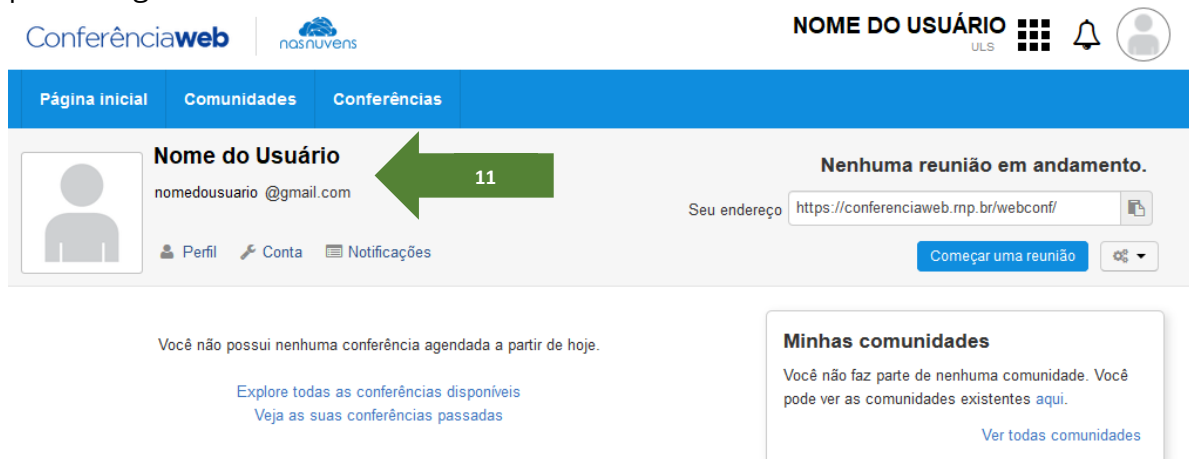 Conferênciaweb
nasnuvens
NOME DO USUÁRIO
ULS
Página inicial Comunidades Conferências
Nome do Usuário
nomedousuario @gmail.com
11
Perfil Conta Notificações
Nenhuma reunião em andamento.
Seu endereço https://conferenciaweb.rnp.br/webconf/
Começar uma reunião
Você não possui nenhuma conferência agendada a partir de hoje.
Explore todas as conferências disponíveis
Veja as suas conferências passadas
Minhas comunidades
Você não faz parte de nenhuma comunidade. Você
pode ver as comunidades existentes aqui.
Ver todas comunidades